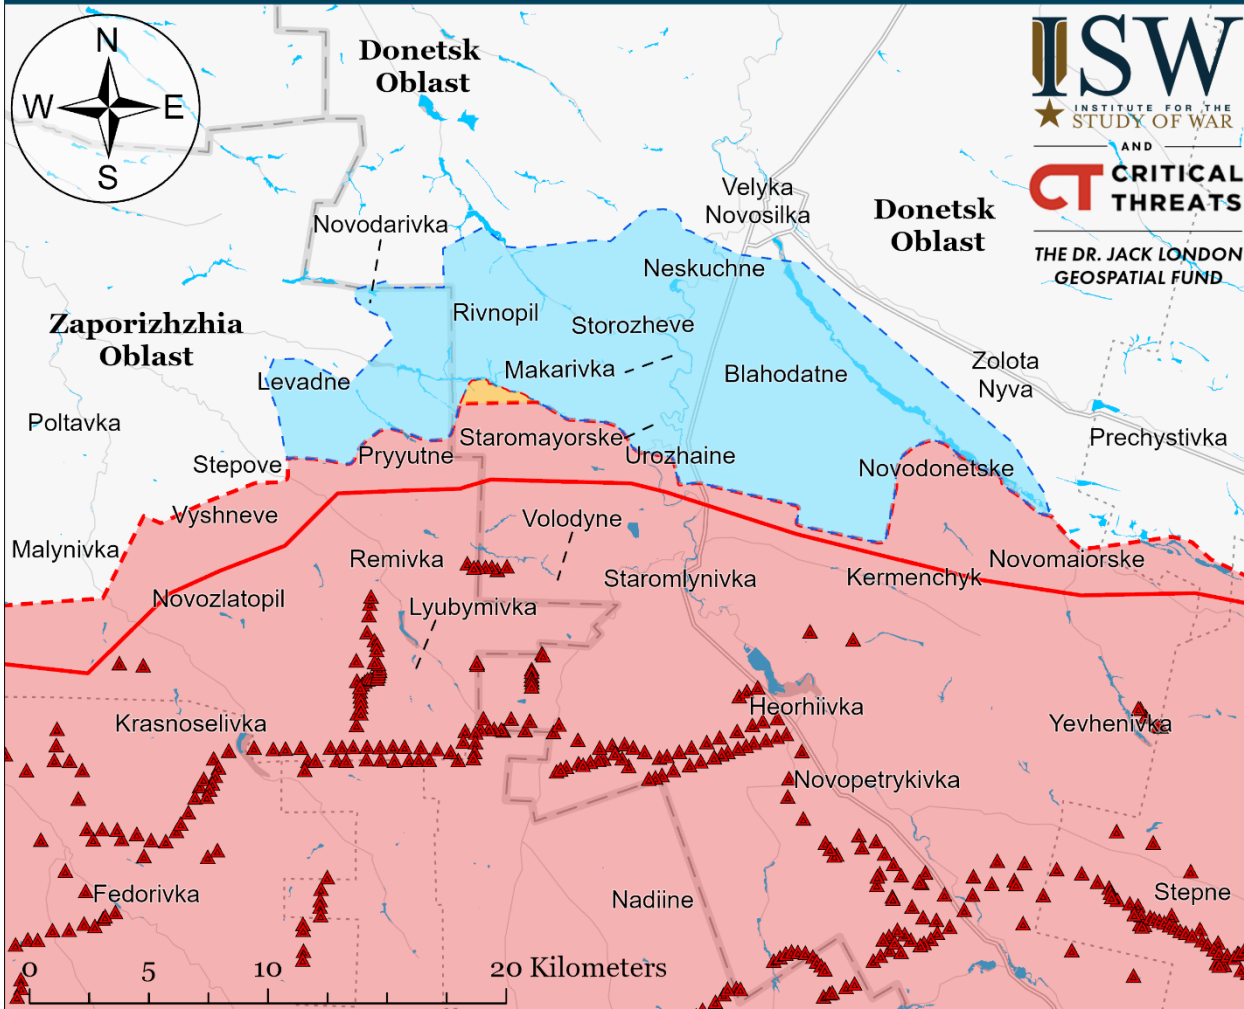 N
W E
S
Donetsk
Oblast
ISW
INSTITUTE FOR THE
STUDY OF WAR
AND
CT CRITICAL
THREATS
THE DR. JACK LONDON
GEOSPATIAL FUND
Velyka
Novosilka
Donetsk
Oblast
Novodarivka
Neskuchne
Rivnopil
Storozheve
Zaporizhzhia
Oblast
Makarivka
Blahodatne
Zolota
Nyva
Levadne
Poltavka
Prechystivka
Staromayorske
Pryyutne
Urozhaine
Stepove
Novodonetske
Vyshneve
Volodyne
Malynivka
Remivka
Novomaiorske
Staromlynivka
Kermenchyk
Novozlatopil
Lyubymivka
Krasnoselivka
Heorhiivka
Yevhenivka
Novopetrykivka
Fedorivka
Nadiine
Stepne
0 5 10 20 Kilometers